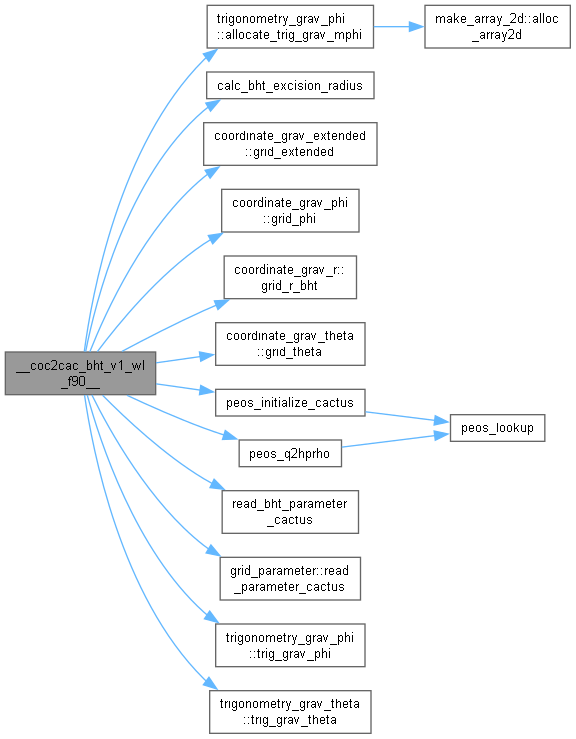 trigonometry_grav_phi
::allocate_trig_grav_mphi
make_array_2d::alloc
_array2d
calc_bht_excision_radius
coordinate_grav_extended
::grid_extended
coordinate_grav_phi
::grid_phi
coordinate_grav_r::
grid_r_bht
coordinate_grav_theta
::grid_theta
__coc2cac_bht_v1_wl
_f90__
peos_initialize_cactus
peos_lookup
peos_q2hprho
read_bht_parameter
_cactus
grid_parameter::read
_parameter_cactus
trigonometry_grav_phi
::trig_grav_phi
trigonometry_grav_theta
::trig_grav_theta